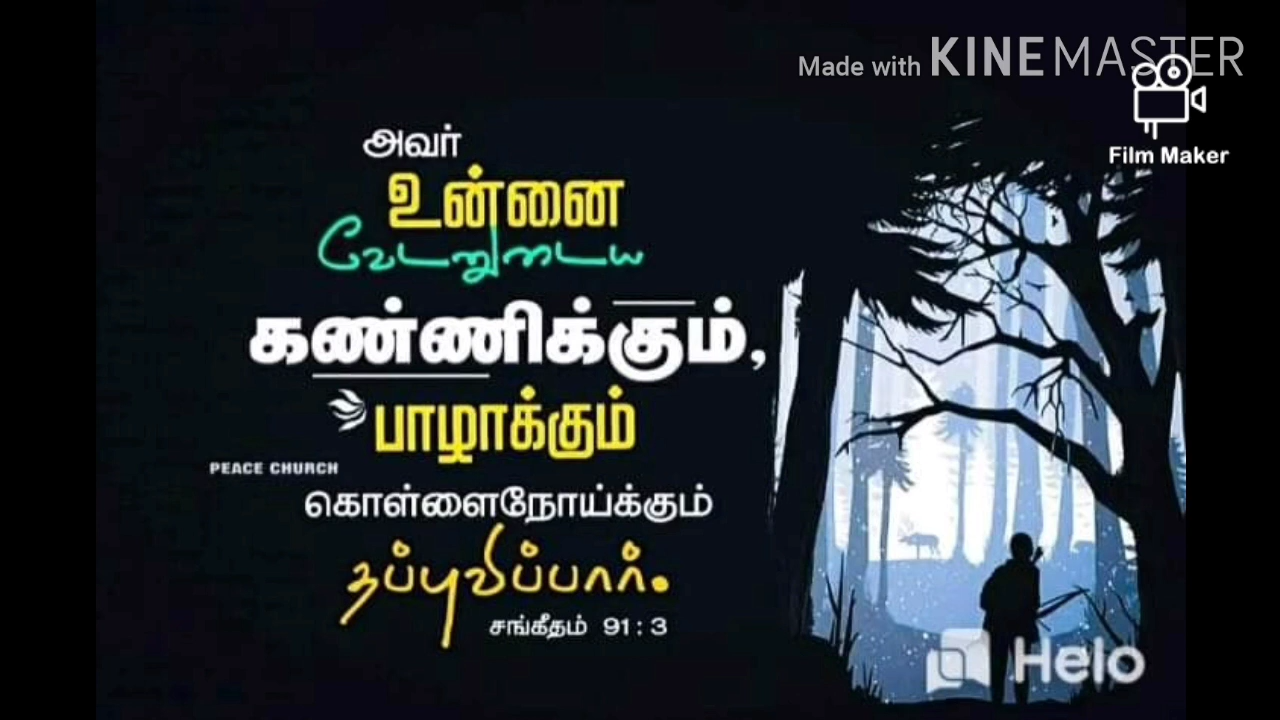 Made with KINEMASTER
Film Maker
அவர்
உன்னை
வேடனுடைய
கண்ணிக்கும்,
பாழாக்கும்
PEACE CHURCH
கொள்ளைநோய்க்கும்
தப்புவிப்பார்.
சங்கீதம் 91 : 3
Helo